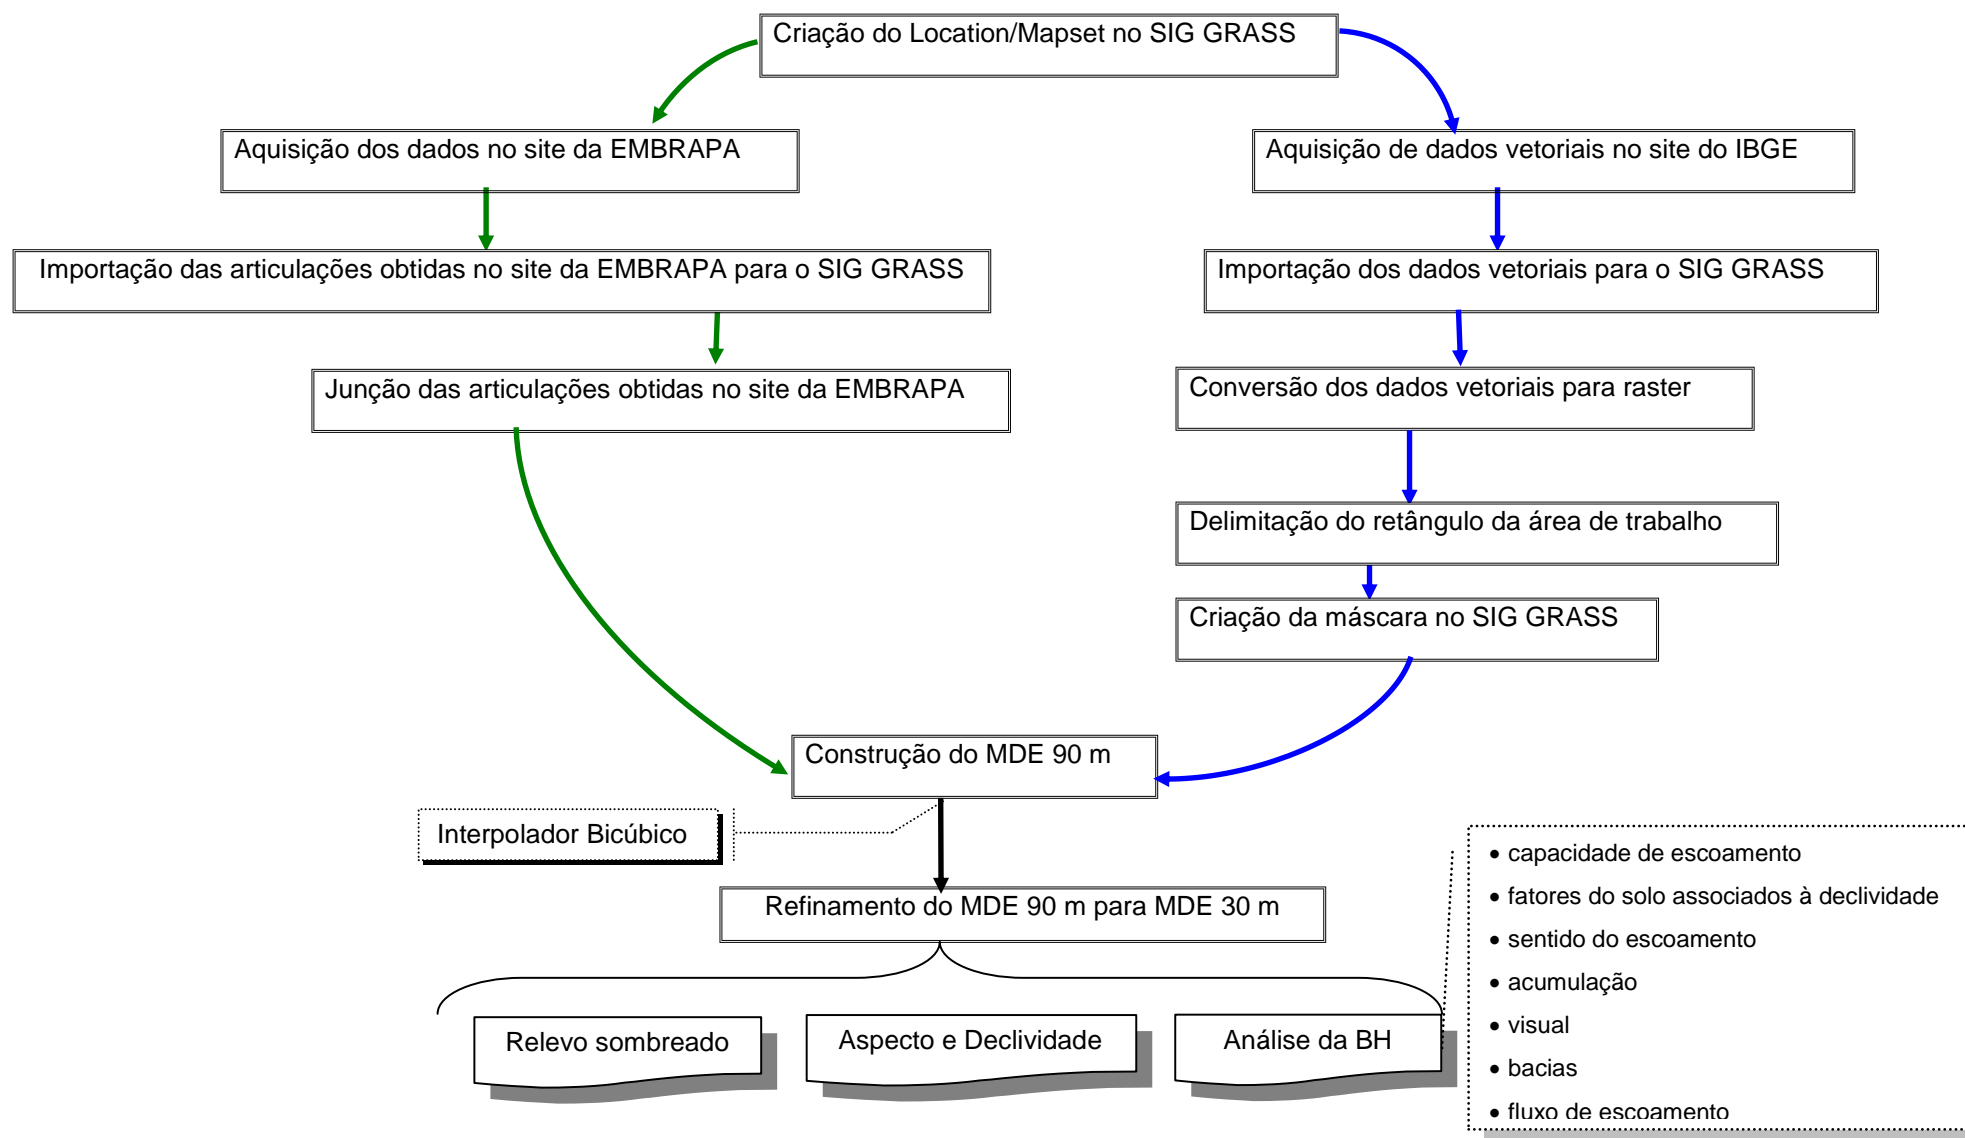 Criação do Location/Mapset no SIG GRASS
Aquisição dos dados no site da EMBRAPA
Aquisição de dados vetoriais no site do IBGE
Importação das articulações obtidas no site da EMBRAPA para o SIG GRASS
Importação dos dados vetoriais para o SIG GRASS
Junção das articulações obtidas no site da EMBRAPA
Conversão dos dados vetoriais para raster
Delimitação do retângulo da área de trabalho
Criação da máscara no SIG GRASS
Construção do MDE 90 m
Interpolador Bicúbico
Refinamento do MDE 90 m para MDE 30 m
Relevo sombreado
Aspecto e Declividade
Análise da BH
• capacidade de escoamento
• fatores do solo associados à declividade
• sentido do escoamento
• acumulação
• visual
• bacias
• fluxo de escoamento